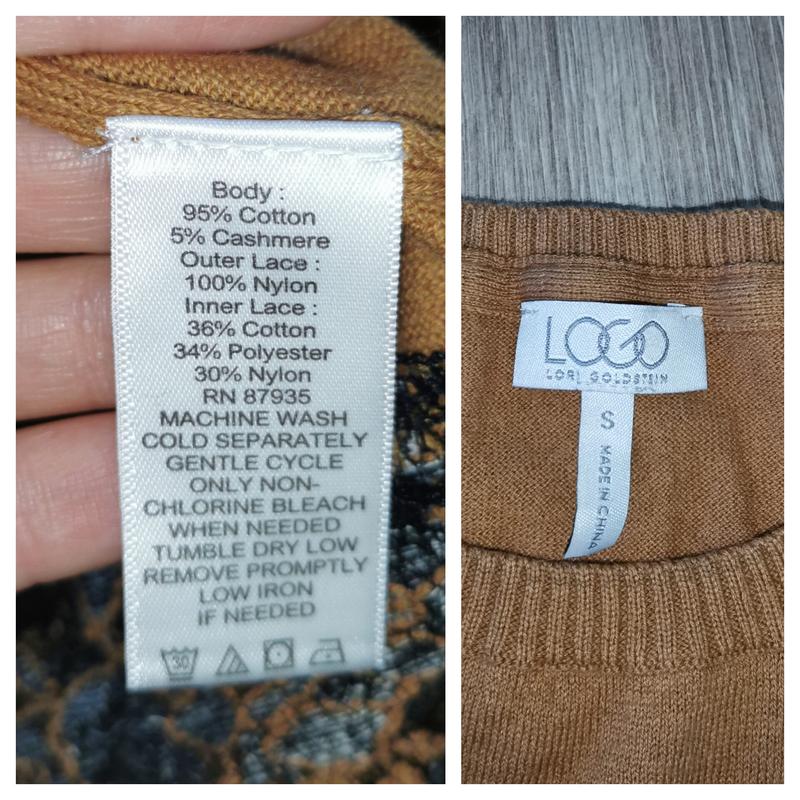 Body :
95% Cotton
5% Cashmere
Outer Lace :
100% Nylon
Inner Lace :
36% Cotton
34% Polyester
30% Nylon
RN 87935
MACHINE WASH
COLD SEPARATELY
GENTLE CYCLE
ONLY NON-
CHLORINE BLEACH
WHEN NEEDED
TUMBLE DRY LOW
REMOVE PROMPTLY
LOW IRON
IF NEEDED
30
LOGO
LORI GOLDSTEIN
S
MADE IN CHINA